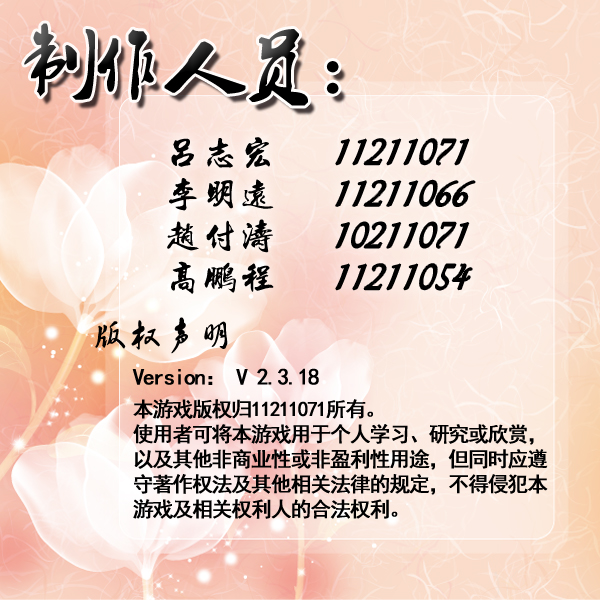 制作人员：
吕志宏 11211071
李明远 11211066
赵付涛 10211071
高鹏程 11211054
版权声明
Version： V 2.3.18
本游戏版权归11211071所有。
使用者可将本游戏用于个人学习、研究或欣赏，
以及其他非商业性或非盈利性用途，但同时应遵
守著作权法及其他相关法律的规定，不得侵犯本
游戏及相关权利人的合法权利。